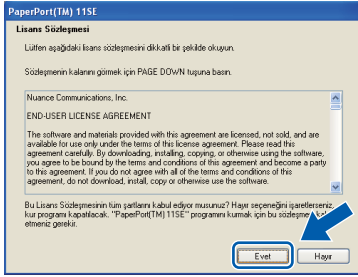 PaperPort(TM) 11SE
Lisans Sözleşmesi
Lütfen aşağıdaki lisans sözleşmesini dikkatli bir şekilde okuyun.
Sözleşmenin kalanını görmek için PAGE DOWN tuşuna basın.
Nuance Communications, Inc.
END-USER LICENSE AGREEMENT
The software and materials provided with this agreement are licensed, not sold, and are
available for use only under the terms of this license agreement. Please read this
agreement carefully. By downloading, installing, copying, or otherwise using the software,
you agree to be bound by the terms and conditions of this agreement and become a party
to this agreement. If you do not agree with all of the terms and conditions of this
agreement, do not download, install, copy or otherwise use the software.
Bu Lisans Sözleşmesinin tüm şartlarını kabul ediyor musunuz? Hayır seçeneğini işaretlerseniz,
kur programı kapatılacak. "PaperPort(TM) 11SE" programını kurmak için bu sözleşmeyi
etmeniz gerekir.
Evet Hayır